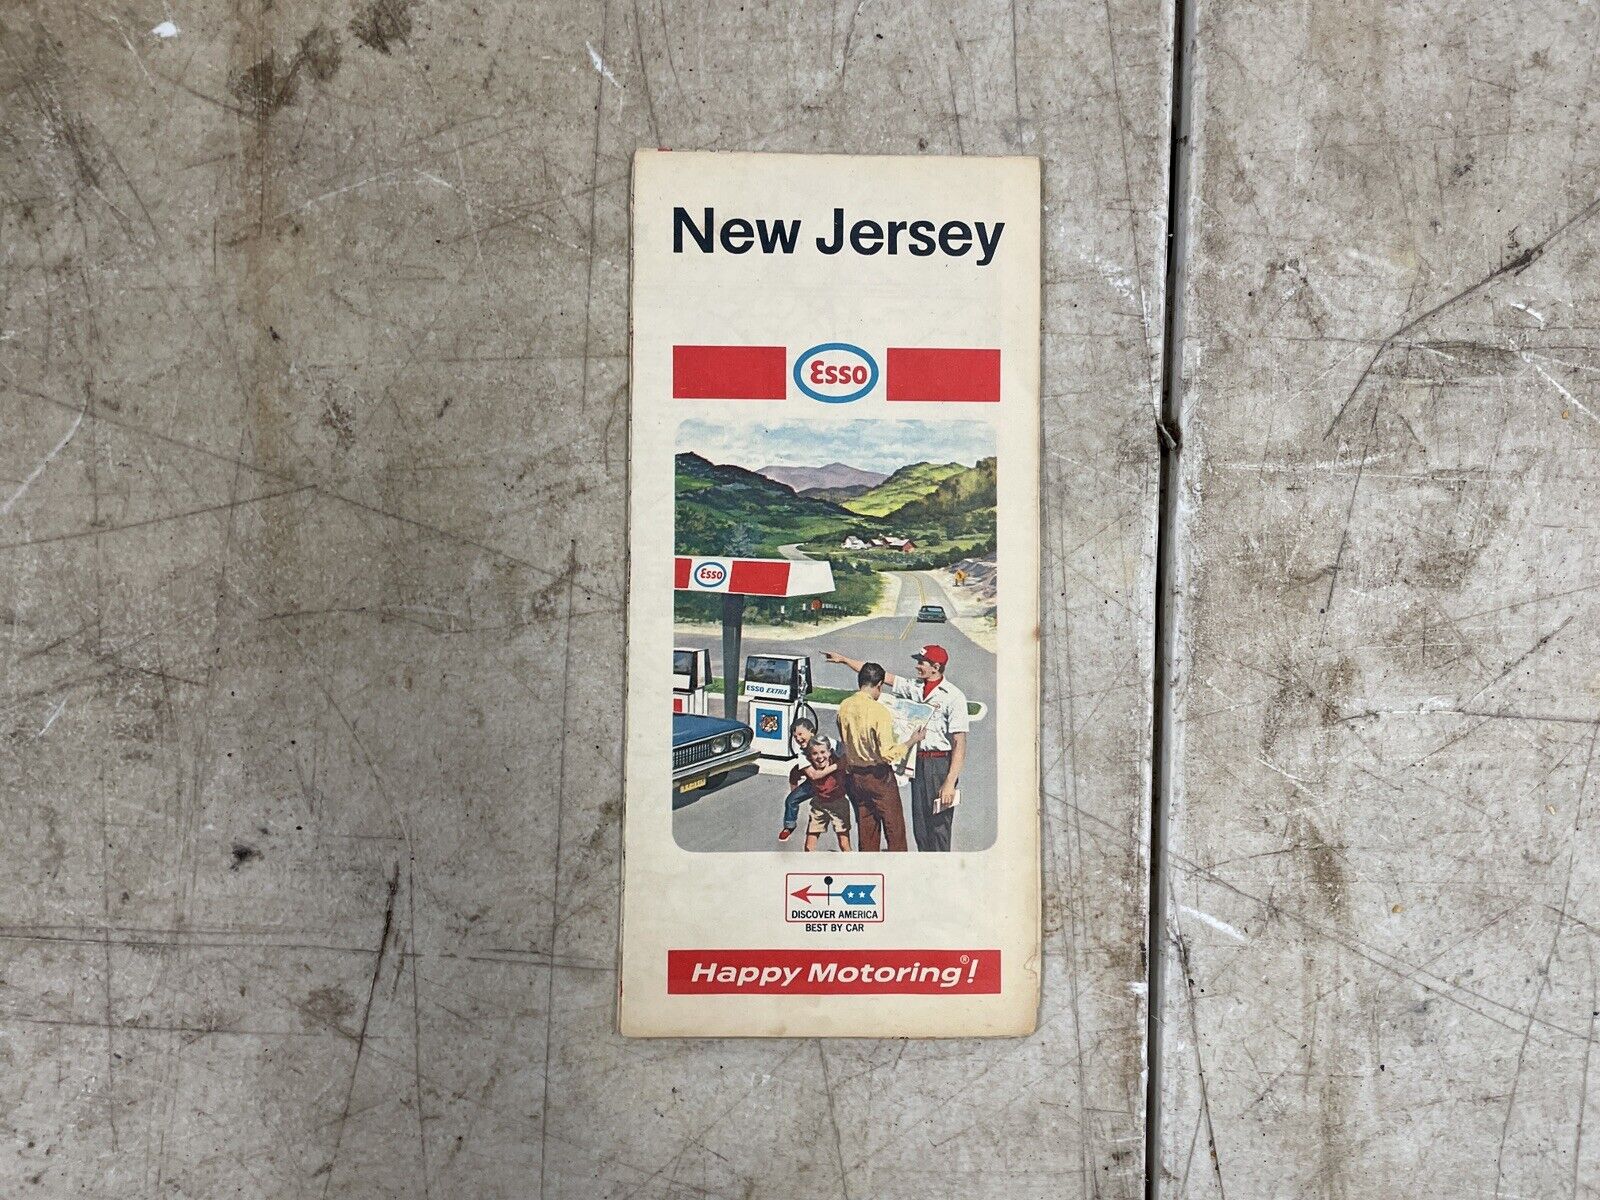 New Jersey
Esso
Esso
ESSO EXTRA
DISCOVER AMERICA
BEST BY CAR
Happy Motoring®!